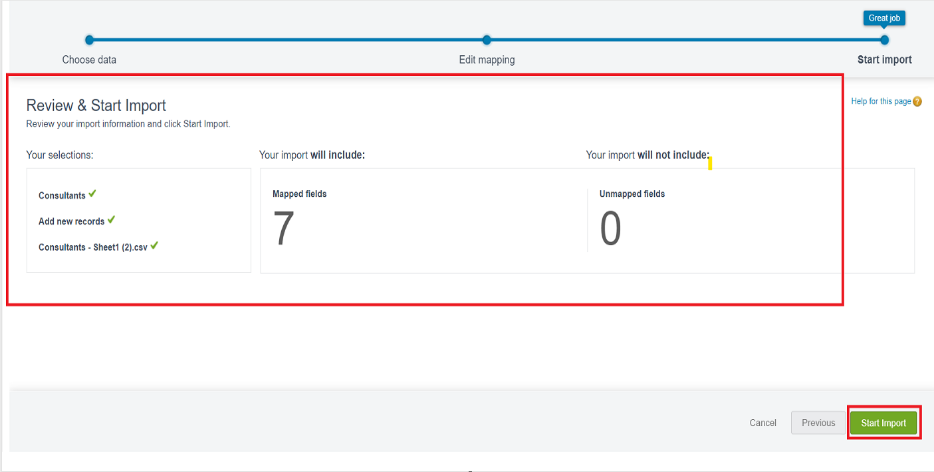 Great job
Choose data
Edit mapping
Start import
Review & Start Import
Help for this page ?
Review your import information and click Start Import.
Your selections:
Your import will include:
Your import will not include:
Consultants
Add new records
Consultants - Sheet1 (2).csv
Mapped fields
7
Unmapped fields
0
Cancel
Previous
Start Import